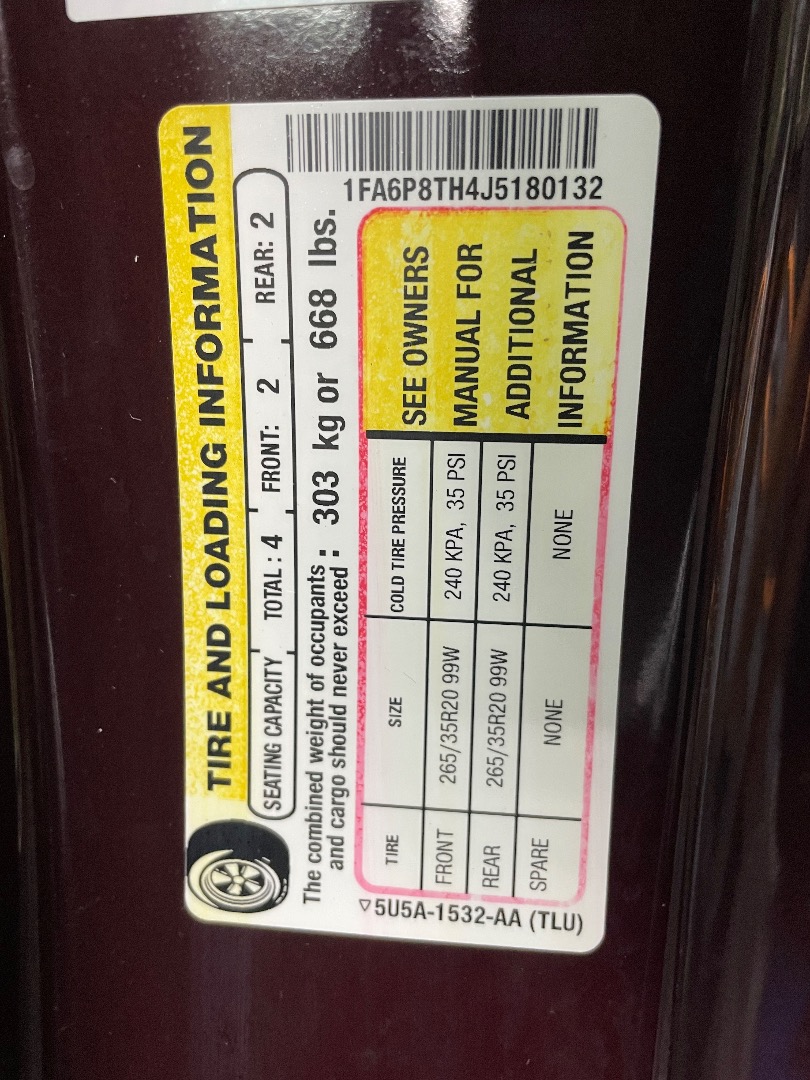 TIRE AND LOADING INFORMATION
SEATING CAPACITY TOTAL : 4 FRONT: 2 REAR: 2
The combined weight of occupants
and cargo should never exceed : 303 kg or 668 lbs.
1FA6P8TH4J5180132
TIRE SIZE COLD TIRE PRESSURE
FRONT 265/35R20 99W 240 KPA, 35 PSI
REAR 265/35R20 99W 240 KPA, 35 PSI
SPARE NONE NONE
SEE OWNERS
MANUAL FOR
ADDITIONAL
INFORMATION
▽5U5A-1532-AA (TLU)